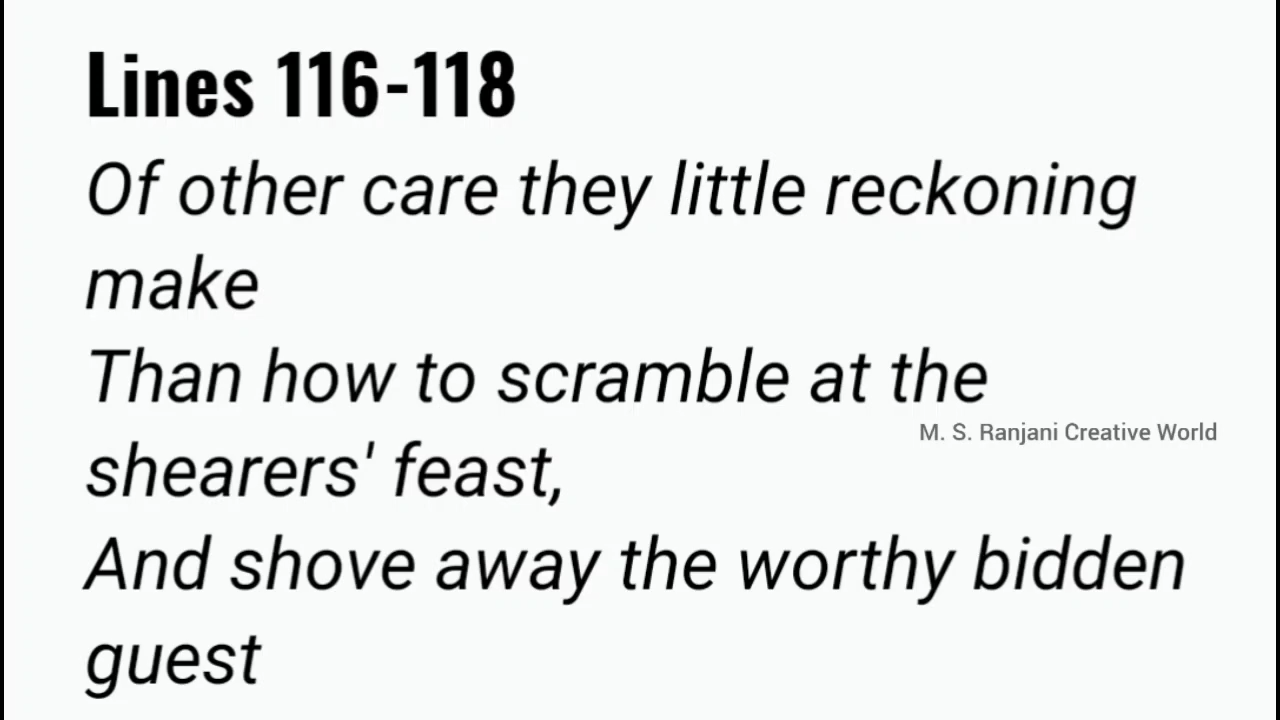 Lines 116-118
Of other care they little reckoning
make
Than how to scramble at the
M. S. Ranjani Creative World
shearers' feast,
And shove away the worthy bidden
guest